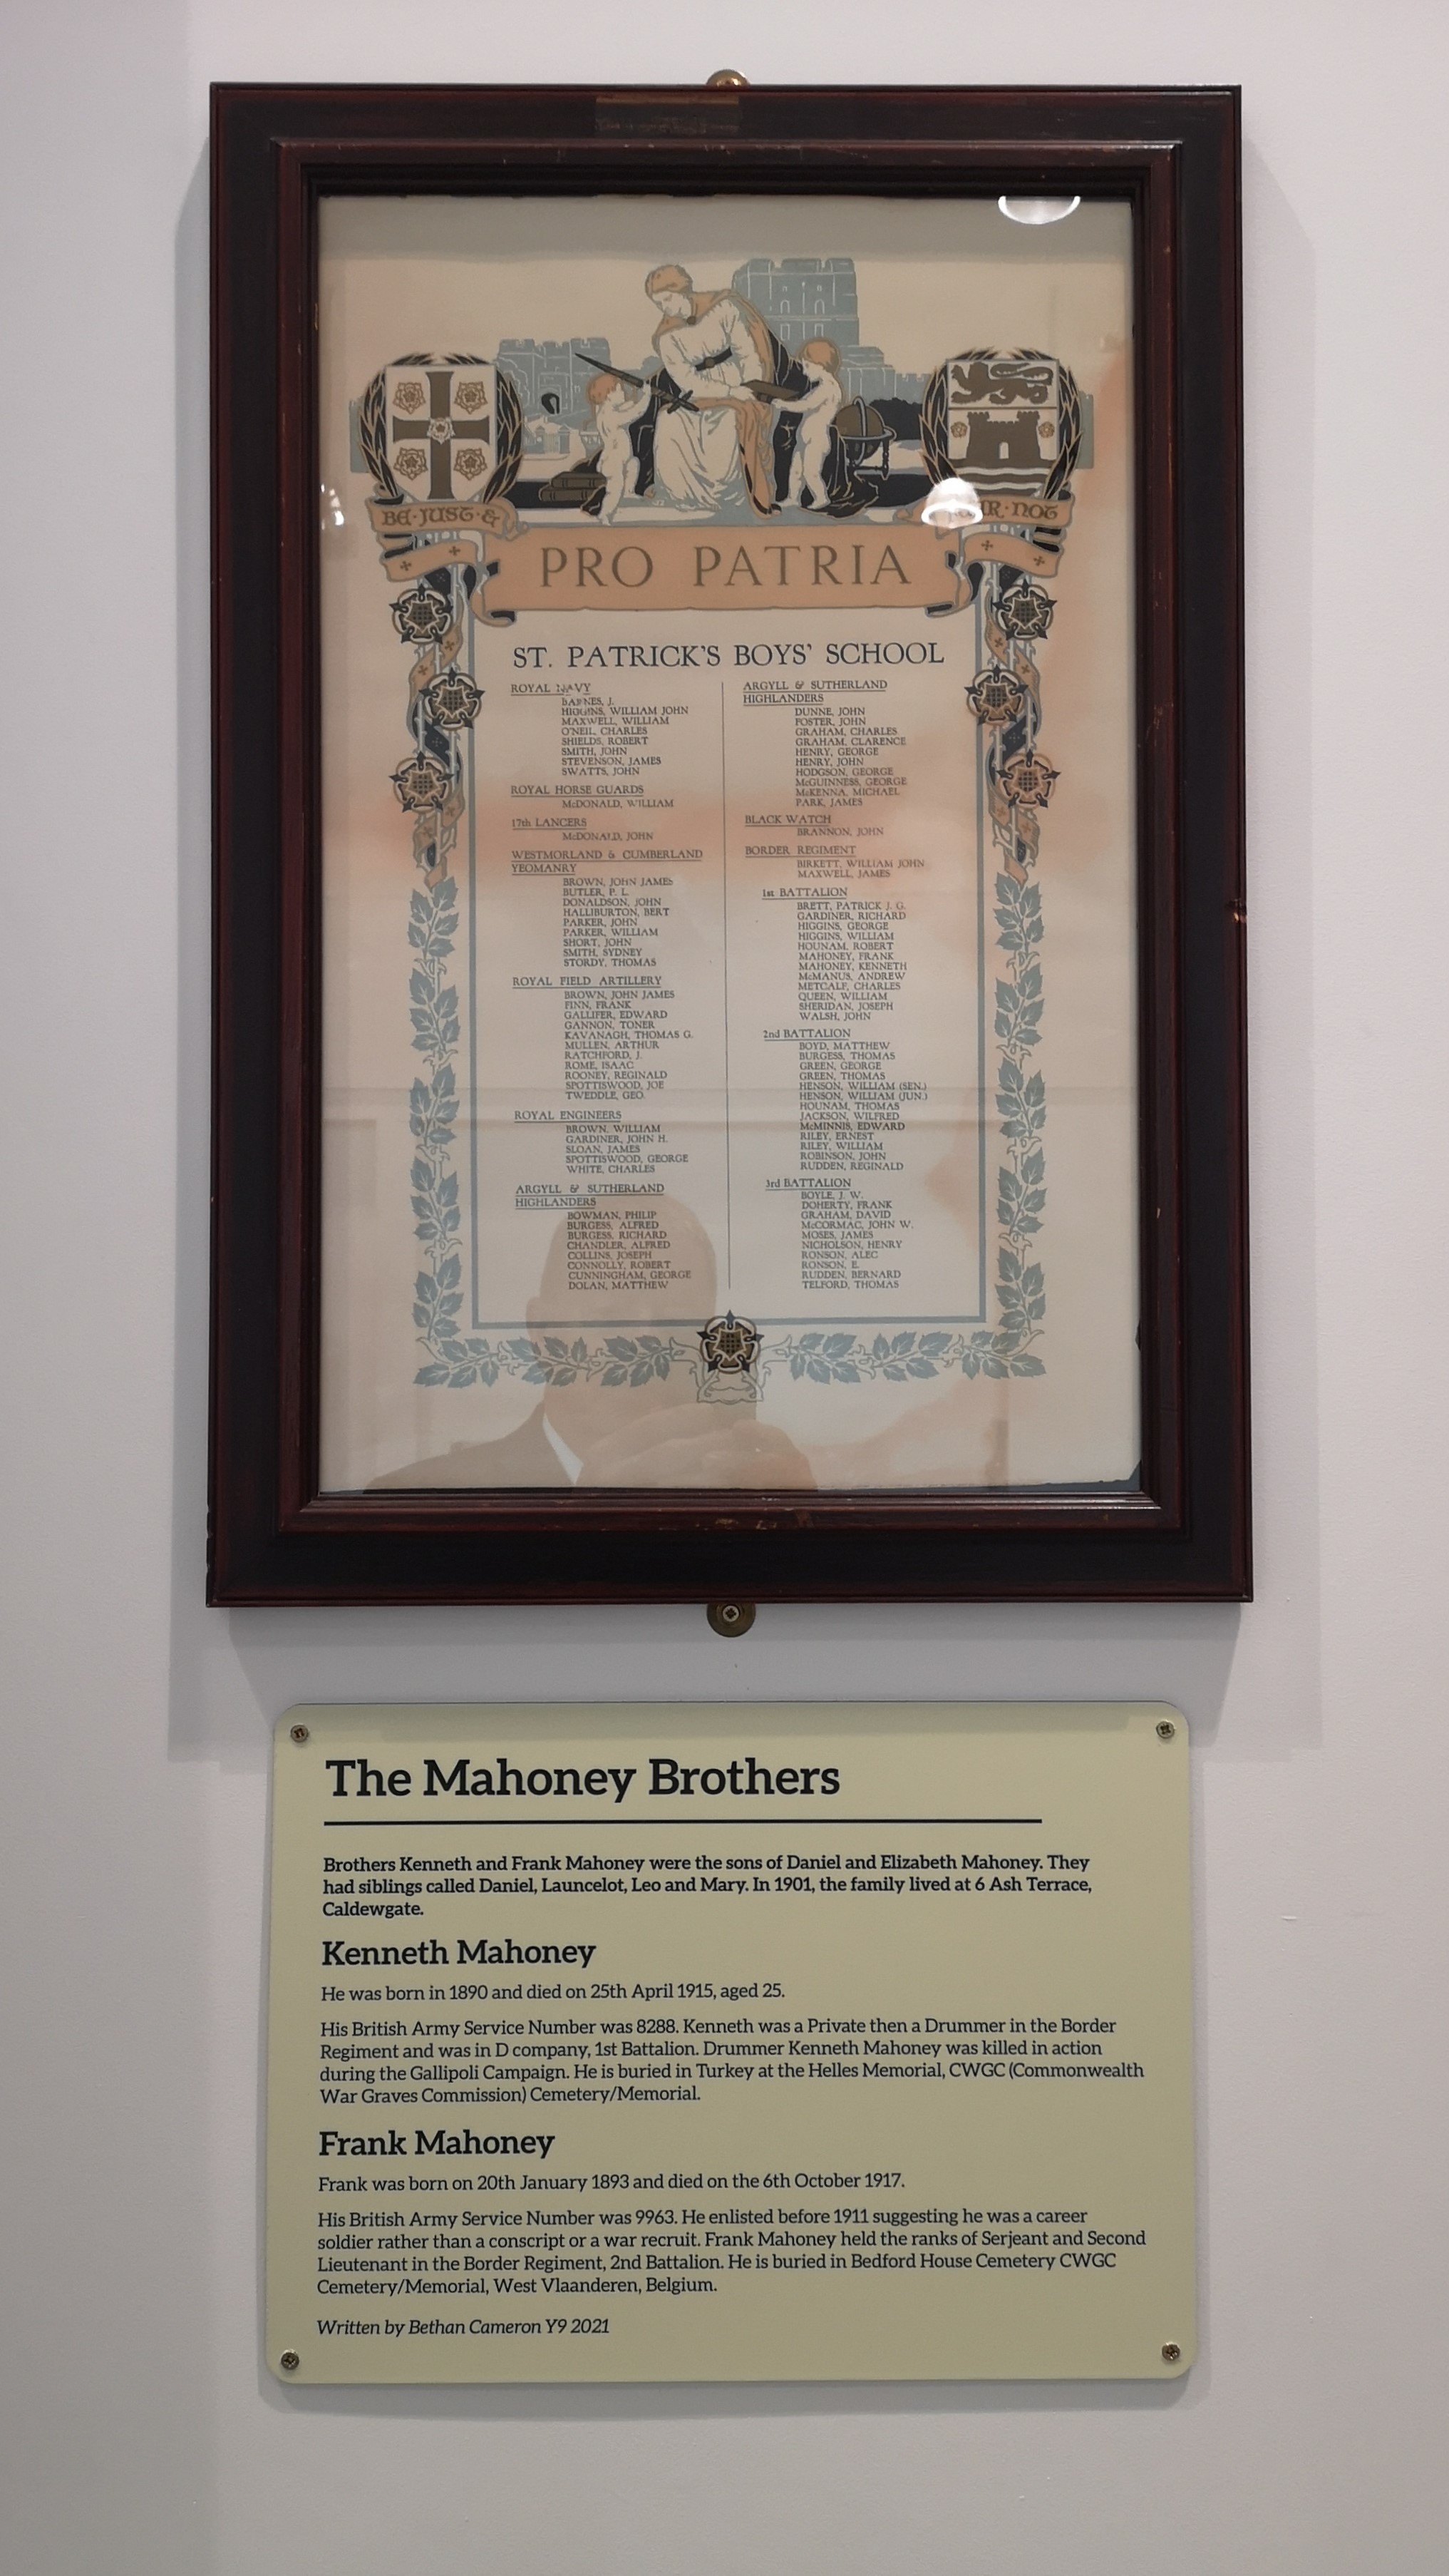 BE·JUST·&
NOT
PRO PATRIA
ST. PATRICK'S BOYS' SCHOOL
ROYAL NAVY
BARNES, J.
HIGGINS, WILLIAM JOHN
MAXWELL, WILLIAM
O'NEIL, CHARLES
SHIELDS, ROBERT
SMITH, JOHN
STEVENSON, JAMES
SWATTS, JOHN
ROYAL HORSE GUARDS
McDONALD, WILLIAM
17th LANCERS
McDONALD, JOHN
WESTMORLAND & CUMBERLAND
YEOMANRY
BROWN, JOHN JAMES
BUTLER, P. L.
DONALDSON, JOHN
HALLIBURTON, BERT
PARKER, JOHN
PARKER, WILLIAM
SHORT, JOHN
SMITH, SYDNEY
STORDY, THOMAS
ROYAL FIELD ARTILLERY
BROWN, JOHN JAMES
FINN, FRANK
GALLIFER, EDWARD
GANNON, TONER
KAVANAGH, THOMAS G.
MULLEN, ARTHUR
RATCHFORD, J.
ROME, ISAAC
ROONEY, REGINALD
SPOTTISWOOD, JOE
TWEDDLE, GEO.
ROYAL ENGINEERS
BROWN, WILLIAM
GARDINER, JOHN H.
SLOAN, JAMES
SPOTTISWOOD, GEORGE
WHITE, CHARLES
ARGYLL & SUTHERLAND
HIGHLANDERS
BOWMAN, PHILIP
BURGESS, ALFRED
BURGESS, RICHARD
CHANDLER, ALFRED
COLLINS, JOSEPH
CONNOLLY, ROBERT
CUNNINGHAM, GEORGE
DOLAN, MATTHEW
ARGYLL & SUTHERLAND
HIGHLANDERS
DUNNE, JOHN
FOSTER, JOHN
GRAHAM, CHARLES
GRAHAM, CLARENCE
HENRY, GEORGE
HENRY, JOHN
HODGSON, GEORGE
McGUINNESS, GEORGE
McKENNA, MICHAEL
PARK, JAMES
BLACK WATCH
BRANNON, JOHN
BORDER REGIMENT
BIRKETT, WILLIAM JOHN
MAXWELL, JAMES
1st BATTALION
BRETT, PATRICK J. G.
GARDINER, RICHARD
HIGGINS, GEORGE
HIGGINS, WILLIAM
HOUNAM, ROBERT
MAHONEY, FRANK
MAHONEY, KENNETH
McMANUS, ANDREW
METCALF, CHARLES
QUEEN, WILLIAM
SHERIDAN, JOSEPH
WALSH, JOHN
2nd BATTALION
BOYD, MATTHEW
BURGESS, THOMAS
GREEN, GEORGE
GREEN, THOMAS
HENSON, WILLIAM (SEN.)
HENSON, WILLIAM (JUN.)
HOUNAM, THOMAS
JACKSON, WILFRED
McMINNIS, EDWARD
RILEY, ERNEST
RILEY, WILLIAM
ROBINSON, JOHN
RUDDEN, REGINALD
3rd BATTALION
BOYLE, J. W.
DOHERTY, FRANK
GRAHAM, DAVID
McCORMAC, JOHN W.
MOSES, JAMES
NICHOLSON, HENRY
RONSON, ALEC
RONSON, E.
RUDDEN, BERNARD
TELFORD, THOMAS
The Mahoney Brothers
Brothers Kenneth and Frank Mahoney were the sons of Daniel and Elizabeth Mahoney. They
had siblings called Daniel, Launcelot, Leo and Mary. In 1901, the family lived at 6 Ash Terrace,
Caldewgate.
Kenneth Mahoney
He was born in 1890 and died on 25th April 1915, aged 25.
His British Army Service Number was 8288. Kenneth was a Private then a Drummer in the Border
Regiment and was in D company, 1st Battalion. Drummer Kenneth Mahoney was killed in action
during the Gallipoli Campaign. He is buried in Turkey at the Helles Memorial, CWGC (Commonwealth
War Graves Commission) Cemetery/Memorial.
Frank Mahoney
Frank was born on 20th January 1893 and died on the 6th October 1917.
His British Army Service Number was 9963. He enlisted before 1911 suggesting he was a career
soldier rather than a conscript or a war recruit. Frank Mahoney held the ranks of Serjeant and Second
Lieutenant in the Border Regiment, 2nd Battalion. He is buried in Bedford House Cemetery CWGC
Cemetery/Memorial, West Vlaanderen, Belgium.
Written by Bethan Cameron Y9 2021